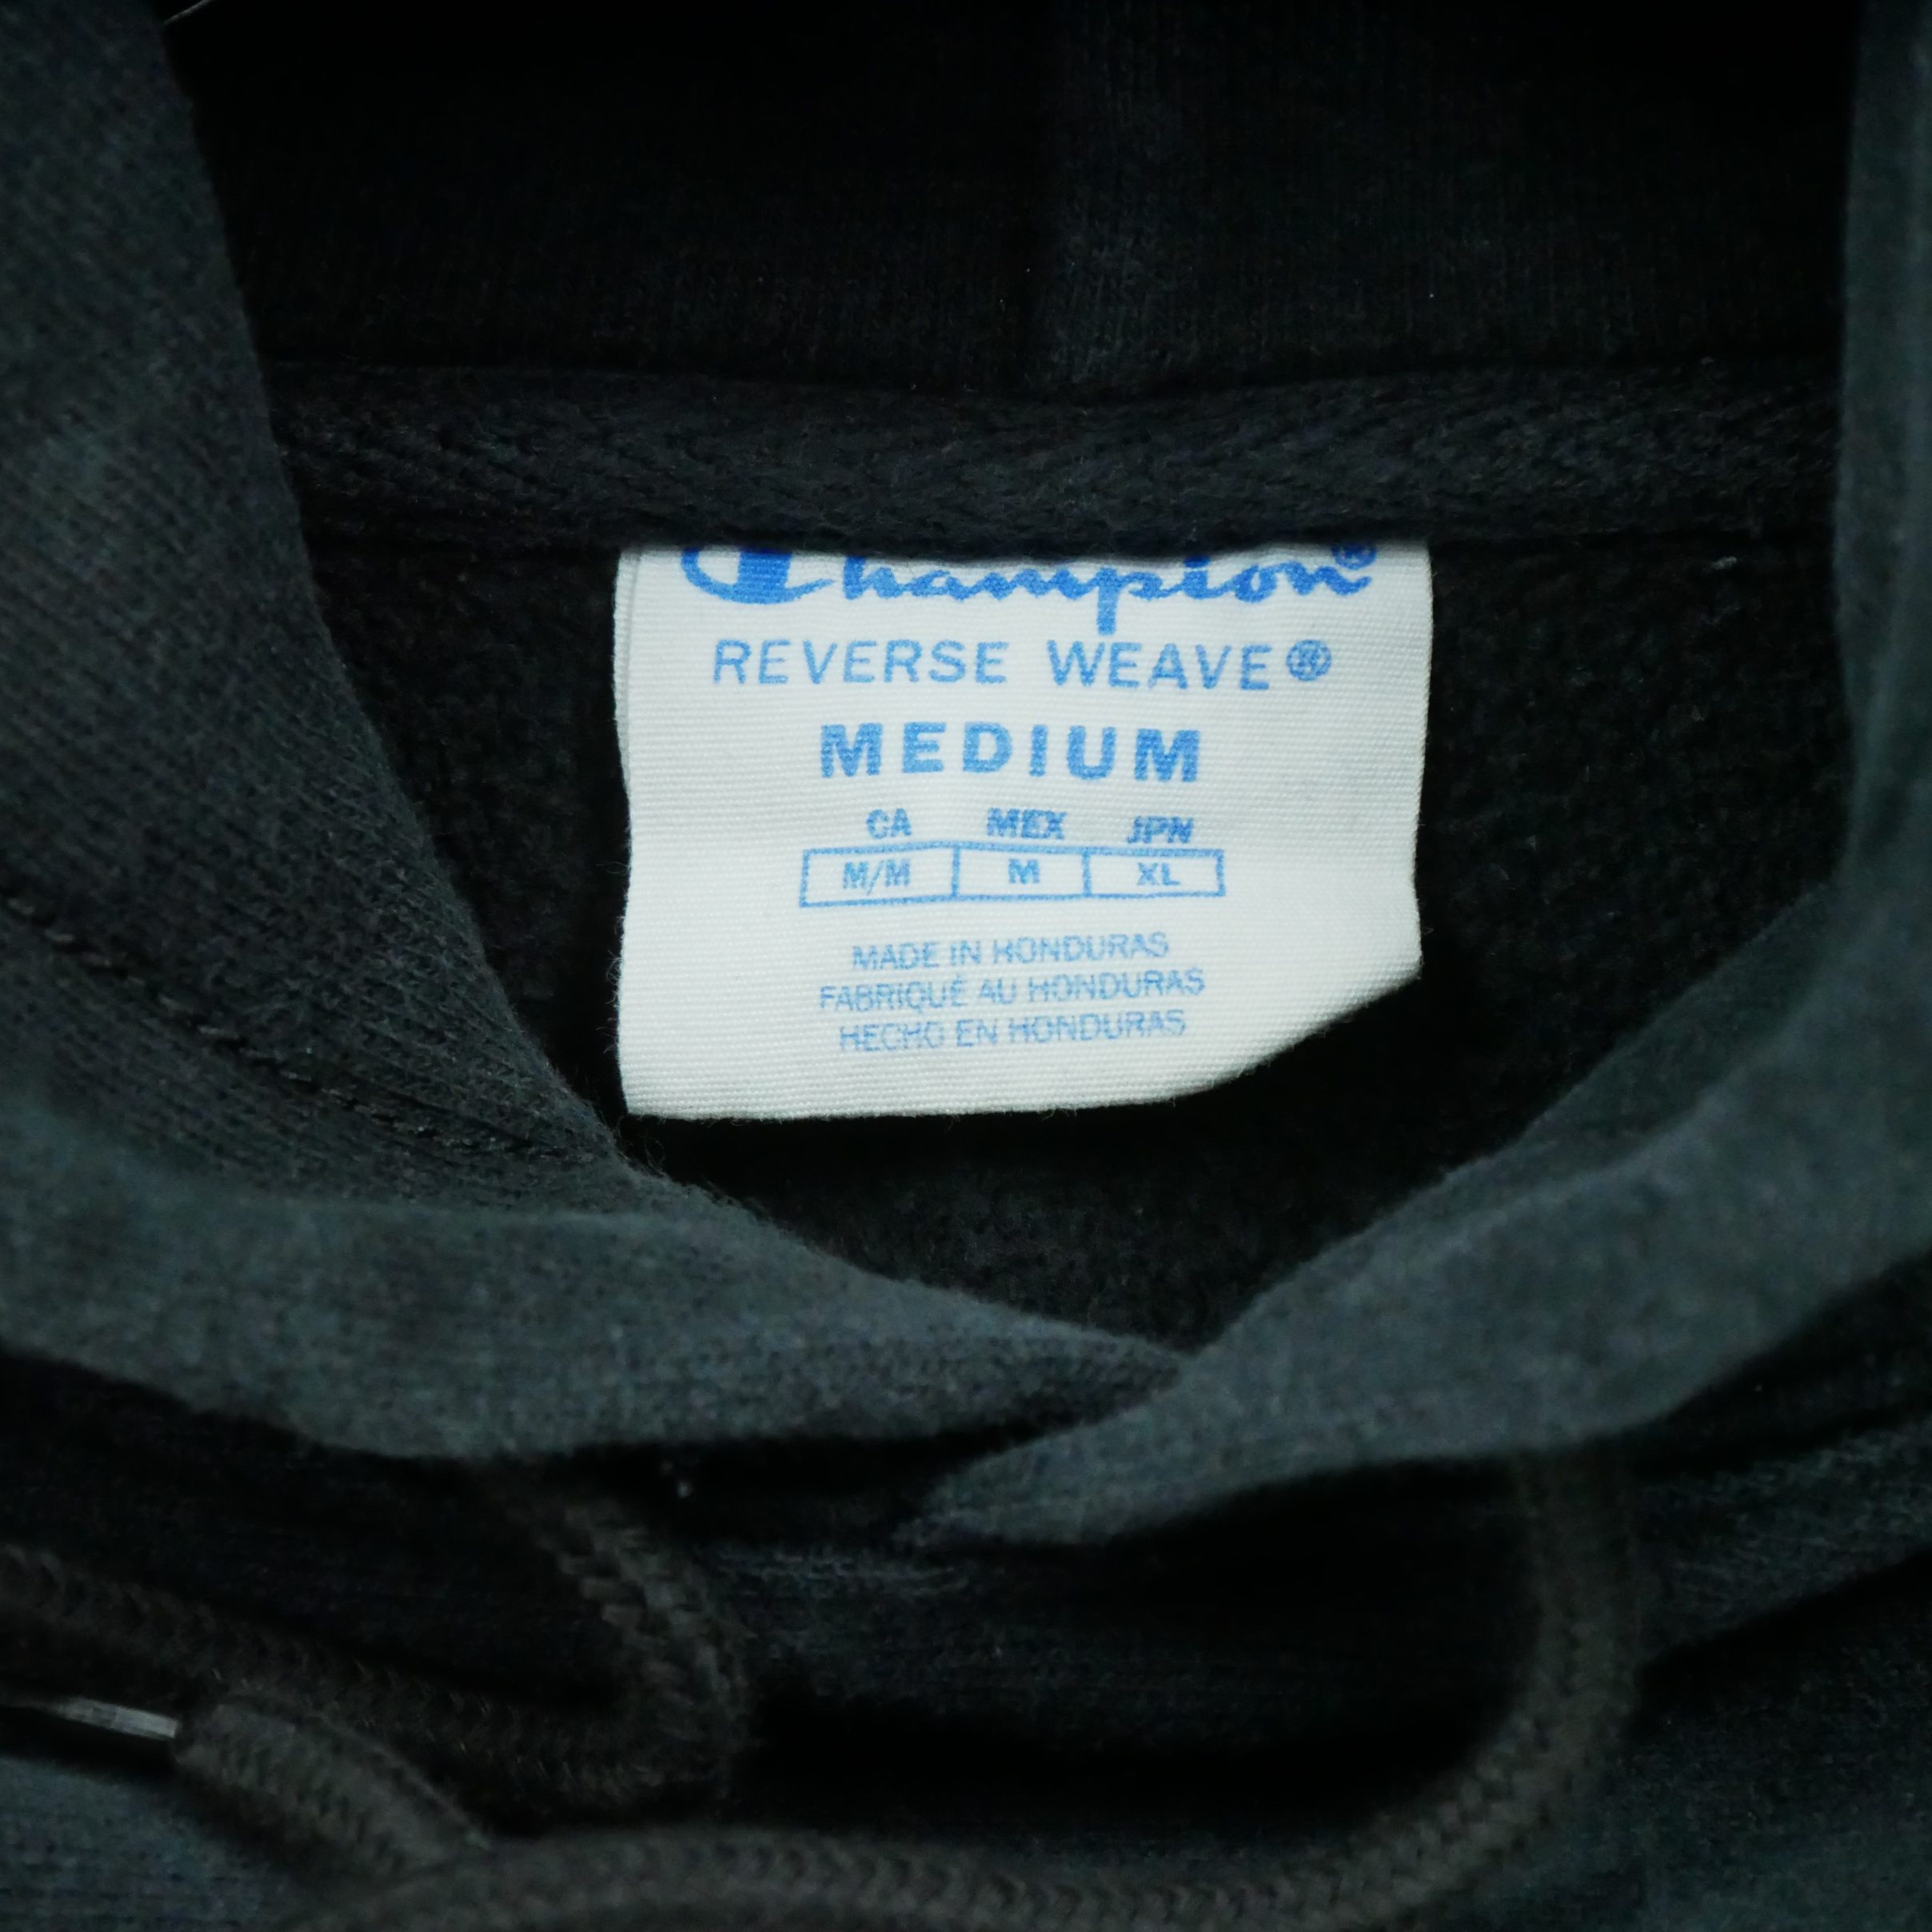 Champion®
REVERSE WEAVE®
MEDIUM
CA MEX JPN
M/M M XL
MADE IN HONDURAS
FABRIQUÉ AU HONDURAS
HECHO EN HONDURAS